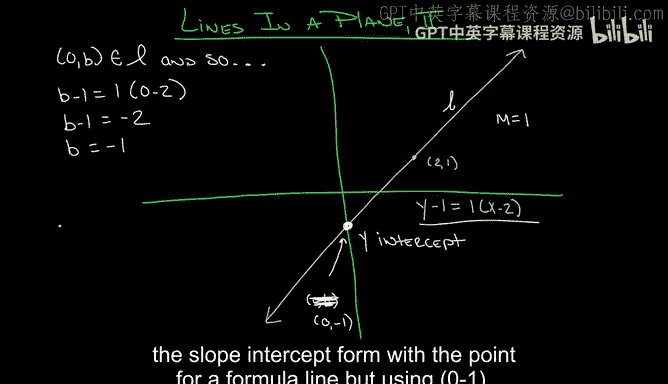 GPT中英字幕课程资源@bilibili.com
LINES IN A PLANE, II
GPT中英字幕课程资源 bilibili
(0,b) ∈ l AND SO...
b-1 = 1(0-2)
b-1 = -2
b = -1
l
M=1
(2,1)
Y-1=1(X-2)
Y INTERCEPT
(0,-1)
the slope intercept form with the point
for a formula line but using (0-1)